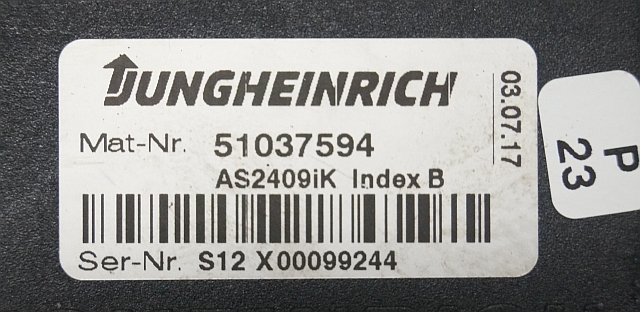 JUNGHEINRICH
Mat-Nr. 51037594
AS2409iK Index B
Ser-Nr. S12 X00099244
03.07.17
P
23